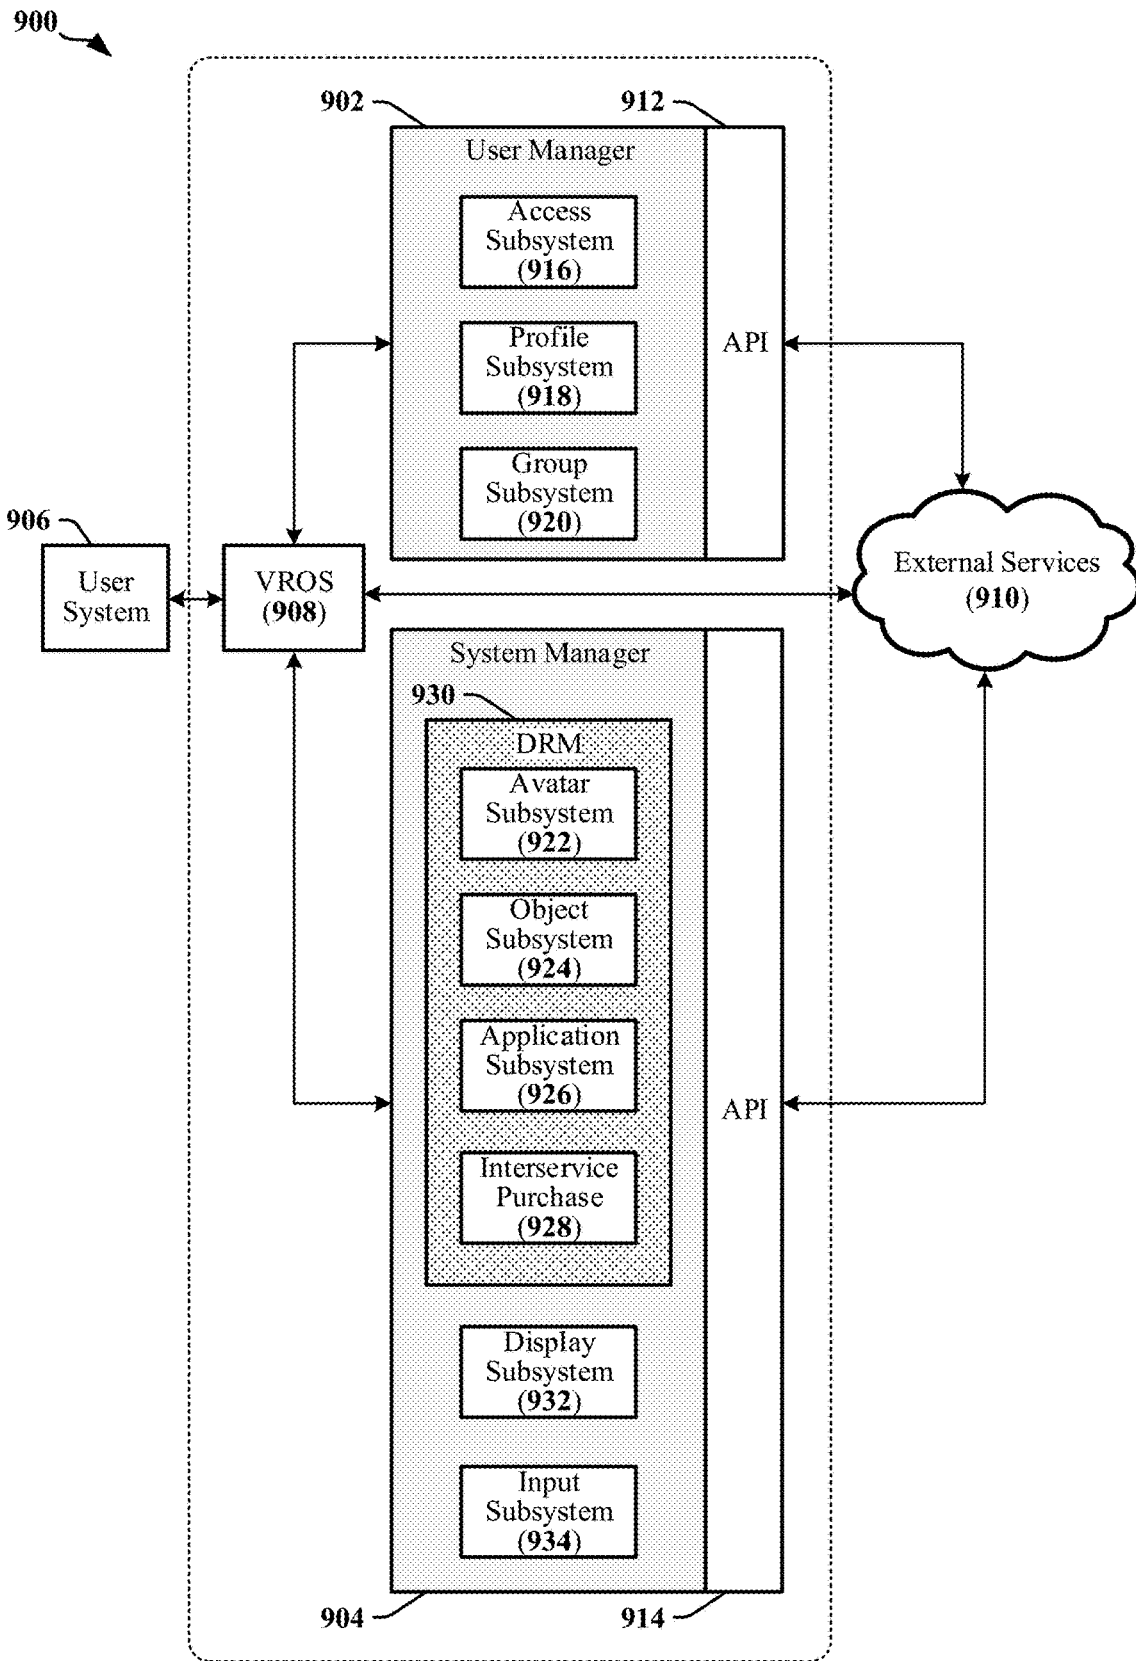 900
902
912
User Manager
Access
Subsystem
(916)
Profile
Subsystem
(918)
API
Group
Subsystem
(920)
906
User
System
VROS
(908)
External Services
(910)
System Manager
930
DRM
Avatar
Subsystem
(922)
Object
Subsystem
(924)
Application
Subsystem
(926)
API
Interservice
Purchase
(928)
Display
Subsystem
(932)
Input
Subsystem
(934)
904
914